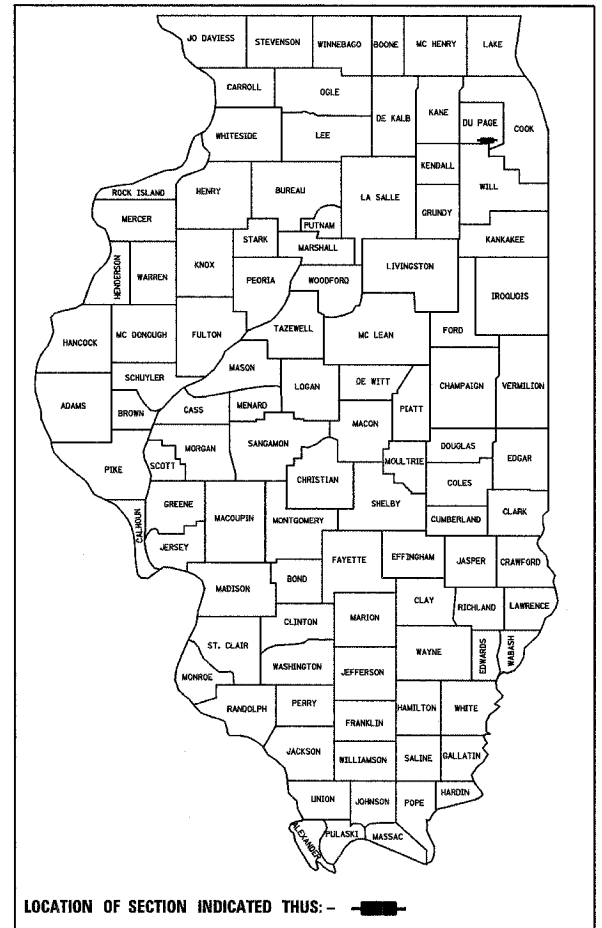 JO DAVIESS
STEVENSON
WINNEBAGO
BOONE
MC HENRY
LAKE
CARROLL
OGLE
DE KALB
KANE
DU PAGE
COOK
WHITESIDE
LEE
KENDALL
WILL
ROCK ISLAND
HENRY
BUREAU
LA SALLE
GRUNDY
MERCER
PUTNAM
STARK
MARSHALL
KANKAKEE
HENDERSON
WARREN
KNOX
PEORIA
WOODFORD
LIVINGSTON
IROQUOIS
HANCOCK
MC DONOUGH
FULTON
TAZEWELL
MC LEAN
FORD
SCHUYLER
MASON
LOGAN
DE WITT
CHAMPAIGN
VERMILION
ADAMS
BROWN
CASS
MENARD
MACON
PIATT
PIKE
SCOTT
MORGAN
SANGAMON
CHRISTIAN
MOULTRIE
DOUGLAS
EDGAR
COLES
CALHOUN
GREENE
MACOUPIN
MONTGOMERY
SHELBY
CUMBERLAND
CLARK
JERSEY
FAYETTE
EFFINGHAM
JASPER
CRAWFORD
MADISON
BOND
CLAY
RICHLAND
LAWRENCE
CLINTON
MARION
ST. CLAIR
WAYNE
EDWARDS
WABASH
MONROE
WASHINGTON
JEFFERSON
RANDOLPH
PERRY
HAMILTON
WHITE
FRANKLIN
JACKSON
WILLIAMSON
SALINE
GALLATIN
UNION
JOHNSON
POPE
HARDIN
ALEXANDER
PULASKI
MASSAC
LOCATION OF SECTION INDICATED THUS: -